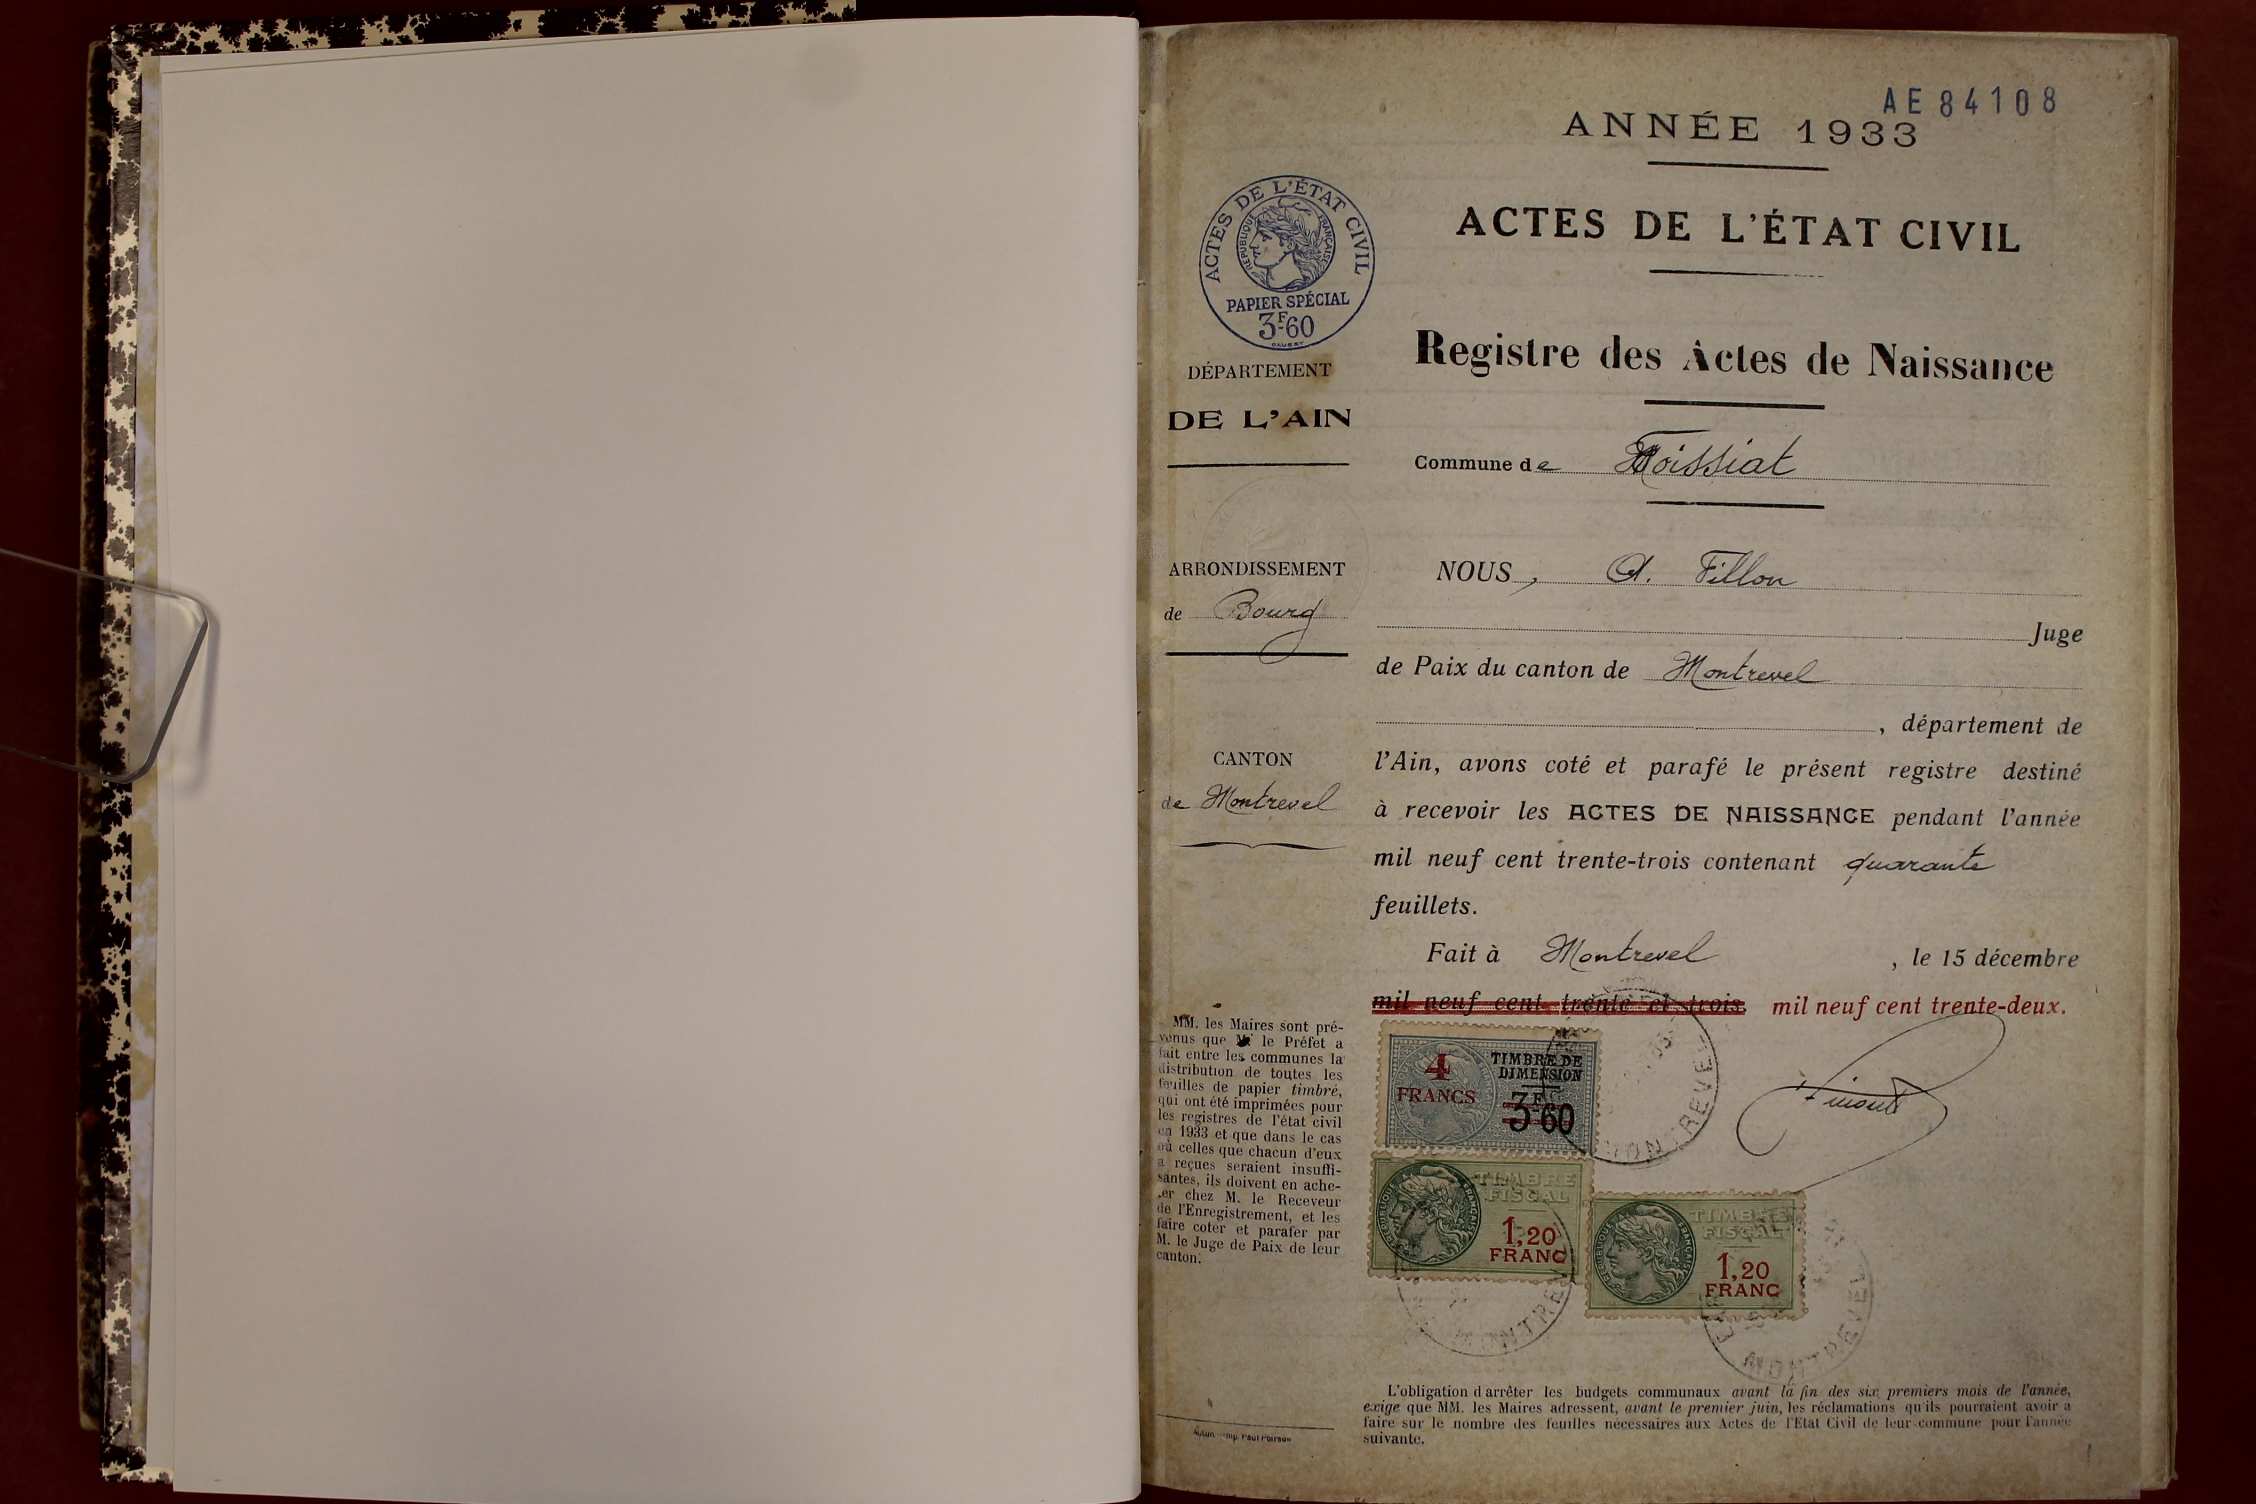 AE 84108
ANNÉE 1933
ACTES DE L'ÉTAT CIVIL
RÉPUBLIQUE FRANÇAISE
PAPIER SPÉCIAL
3F60
ACTES DE L'ÉTAT CIVIL
Registre des Actes de Naissance
DÉPARTEMENT
DE L'AIN
Commune de Foissiat
ARRONDISSEMENT
de Bourg
CANTON
de Montrevel
NOUS, A. Fillon
Juge
de Paix du canton de Montrevel
, département de
l'Ain, avons coté et parafé le présent registre destiné
à recevoir les ACTES DE NAISSANCE pendant l'année
mil neuf cent trente-trois contenant quarante
feuillets.
Fait à Montrevel , le 15 décembre
mil neuf cent trente et trois. mil neuf cent trente-deux.
MM. les Maires sont pré-
venus que M. le Préfet a
fait entre les communes la
distribution de toutes les
feuilles de papier timbré,
qui ont été imprimées pour
les registres de l'état civil
en 1933 et que dans le cas
où celles que chacun d'eux
a reçues seraient insuffi-
santes, ils doivent en ache-
ter chez M. le Receveur
de l'Enregistrement, et les
faire coter et parafer par
M. le Juge de Paix de leur
canton.
4
FRANCS
TIMBRE DE
DIMENSION
3F60
MONTREVEL
RÉPUBLIQUE FRANÇAISE
TIMBRE
FISCAL
1,20
FRANC
MONTREVEL
RÉPUBLIQUE FRANÇAISE
TIMBRE
FISCAL
1,20
FRANC
MONTREVEL
L'obligation d'arrêter les budgets communaux avant la fin des six premiers mois de l'année,
exige que MM. les Maires adressent, avant le premier juin, les réclamations qu'ils pourraient avoir à
faire sur le nombre des feuilles nécessaires aux Actes de l'Etat Civil de leur commune pour l'année
suivante.
Autun Imp. Paul Poirson